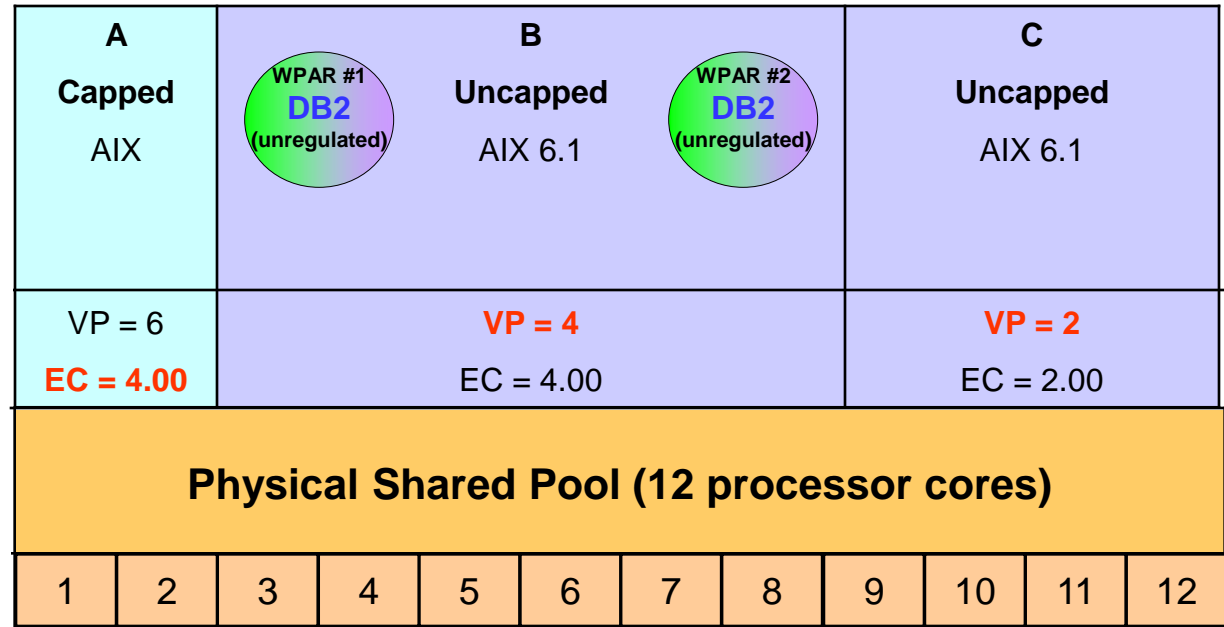 A
Capped
AIX
WPAR #1
DB2
(unregulated)
B
Uncapped
AIX 6.1
WPAR #2
DB2
(unregulated)
C
Uncapped
AIX 6.1
VP = 6
EC = 4.00
VP = 4
EC = 4.00
VP = 2
EC = 2.00
Physical Shared Pool (12 processor cores)
1 2 3 4 5 6 7 8 9 10 11 12